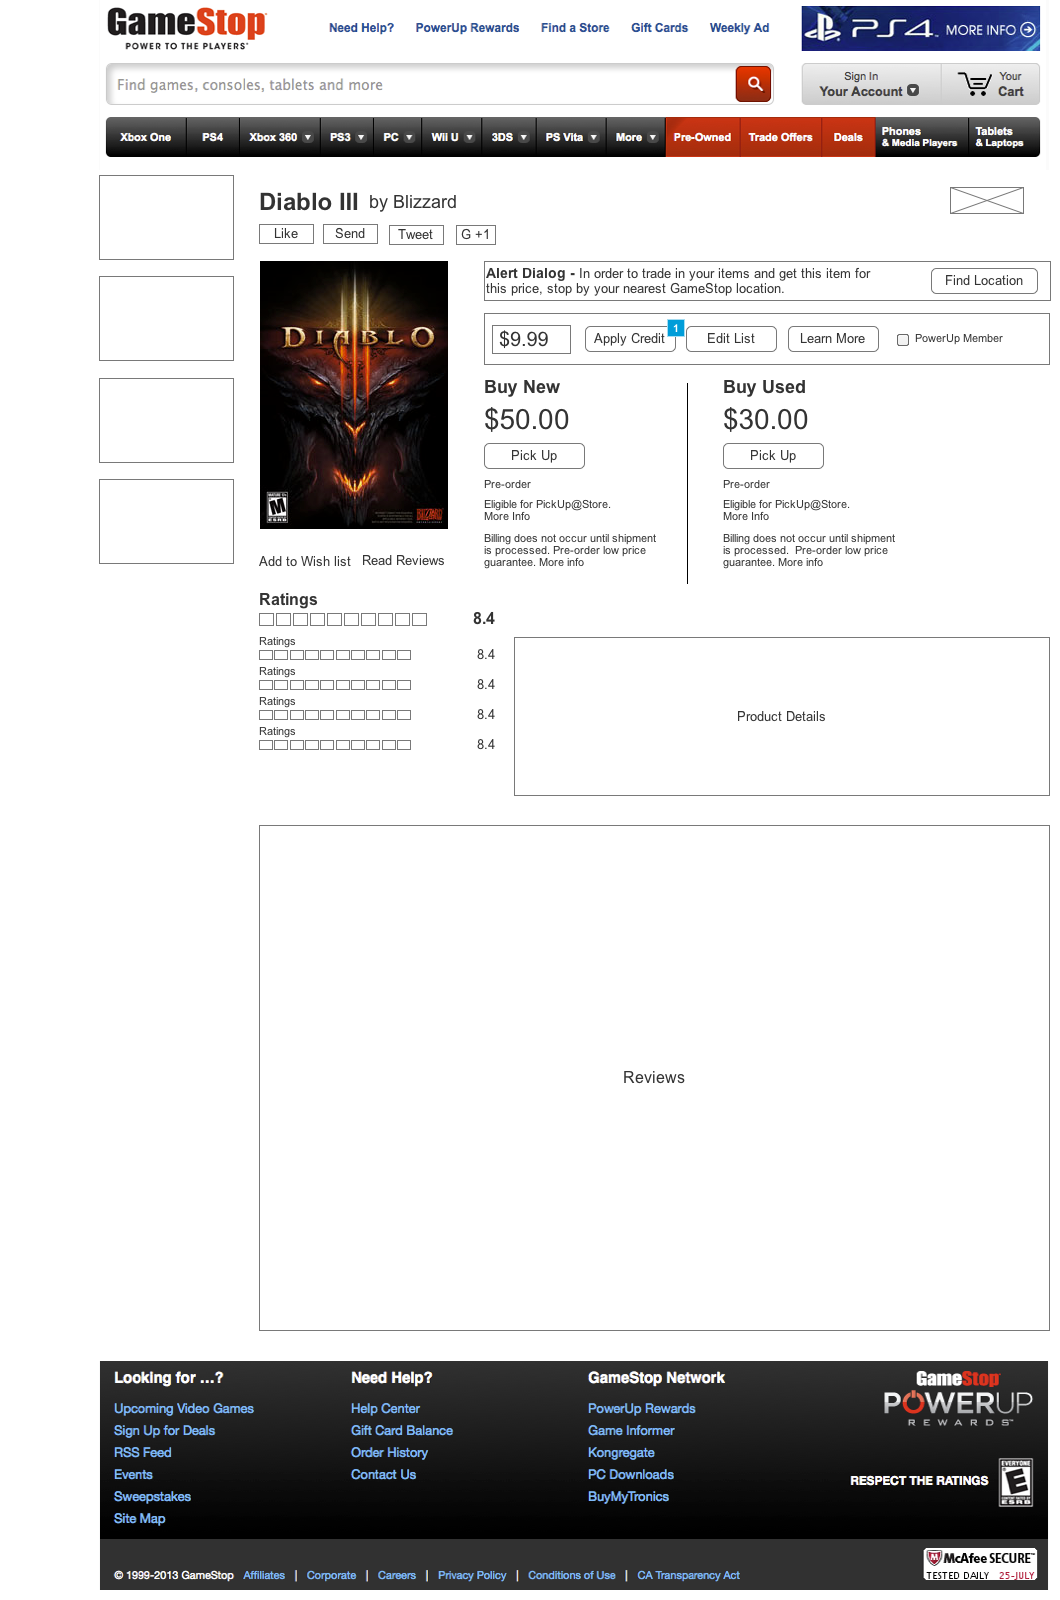 GameStop
POWER TO THE PLAYERS
Need Help? PowerUp Rewards Find a Store Gift Cards Weekly Ad
PS4 MORE INFO
Find games, consoles, tablets and more
Sign In
Your Account
Your
Cart
Xbox One PS4 Xbox 360 PS3 PC Wii U 3DS PS Vita More Pre-Owned Trade Offers Deals
Phones
& Media Players
Tablets
& Laptops
Diablo III by Blizzard
Like Send Tweet G +1
DIABLO
III
MATURE 17+
M
ESRB
BLIZZARD
ENTERTAINMENT
Alert Dialog - In order to trade in your items and get this item for
this price, stop by your nearest GameStop location.
Find Location
$9.99 Apply Credit 1 Edit List Learn More PowerUp Member
Buy New
$50.00
Pick Up
Pre-order
Eligible for PickUp@Store.
More Info
Billing does not occur until shipment
is processed. Pre-order low price
guarantee. More info
Buy Used
$30.00
Pick Up
Pre-order
Eligible for PickUp@Store.
More Info
Billing does not occur until shipment
is processed.  Pre-order low price
guarantee. More info
Add to Wish list Read Reviews
Ratings
8.4
Ratings
8.4
Ratings
8.4
Ratings
8.4
Ratings
8.4
Product Details
Reviews
Looking for ...?
Upcoming Video Games
Sign Up for Deals
RSS Feed
Events
Sweepstakes
Site Map
Need Help?
Help Center
Gift Card Balance
Order History
Contact Us
GameStop Network
PowerUp Rewards
Game Informer
Kongregate
PC Downloads
BuyMyTronics
GameStop
POWERUP
REWARDS™
RESPECT THE RATINGS
EVERYONE
E
ESRB
© 1999-2013 GameStop Affiliates | Corporate | Careers | Privacy Policy | Conditions of Use | CA Transparency Act
McAfee SECURE™
TESTED DAILY 25-JULY